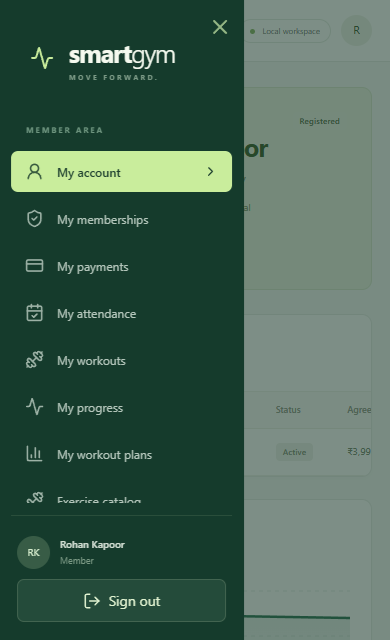 smartgym
MOVE FORWARD.
Local workspace
R
MEMBER AREA
Registered
My account
My memberships
My payments
My attendance
My workouts
My progress
Status
Active
₹3,99
My workout plans
Exercise catalog
RK
Rohan Kapoor
Member
Sign out